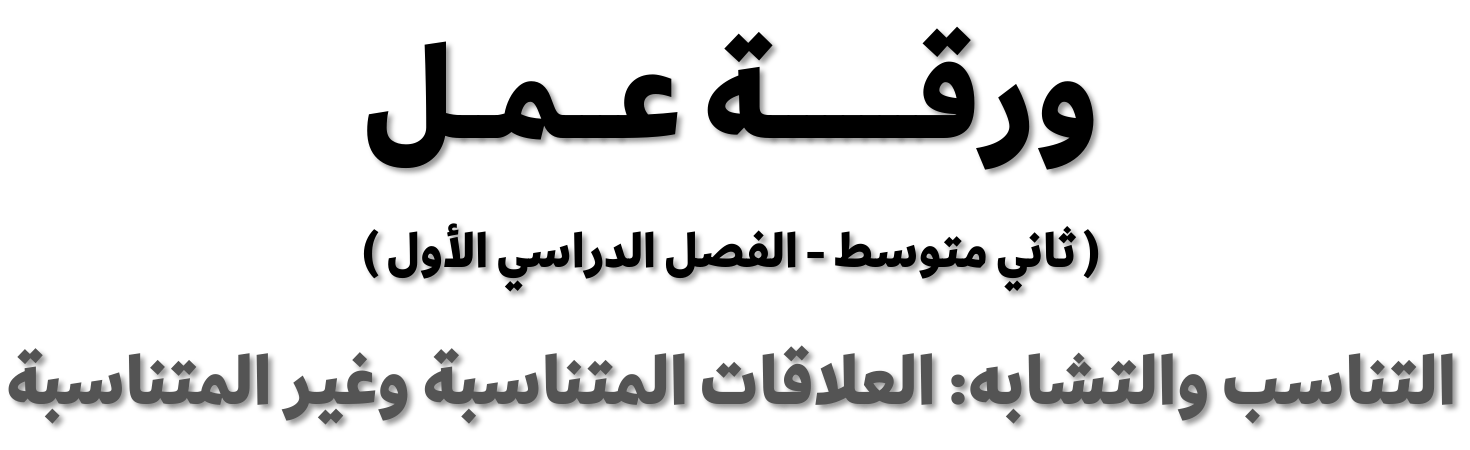 ورقـــة عـمـل
( ثاني متوسط – الفصل الدراسي الأول )
التناسب والتشابه: العلاقات المتناسبة وغير المتناسبة